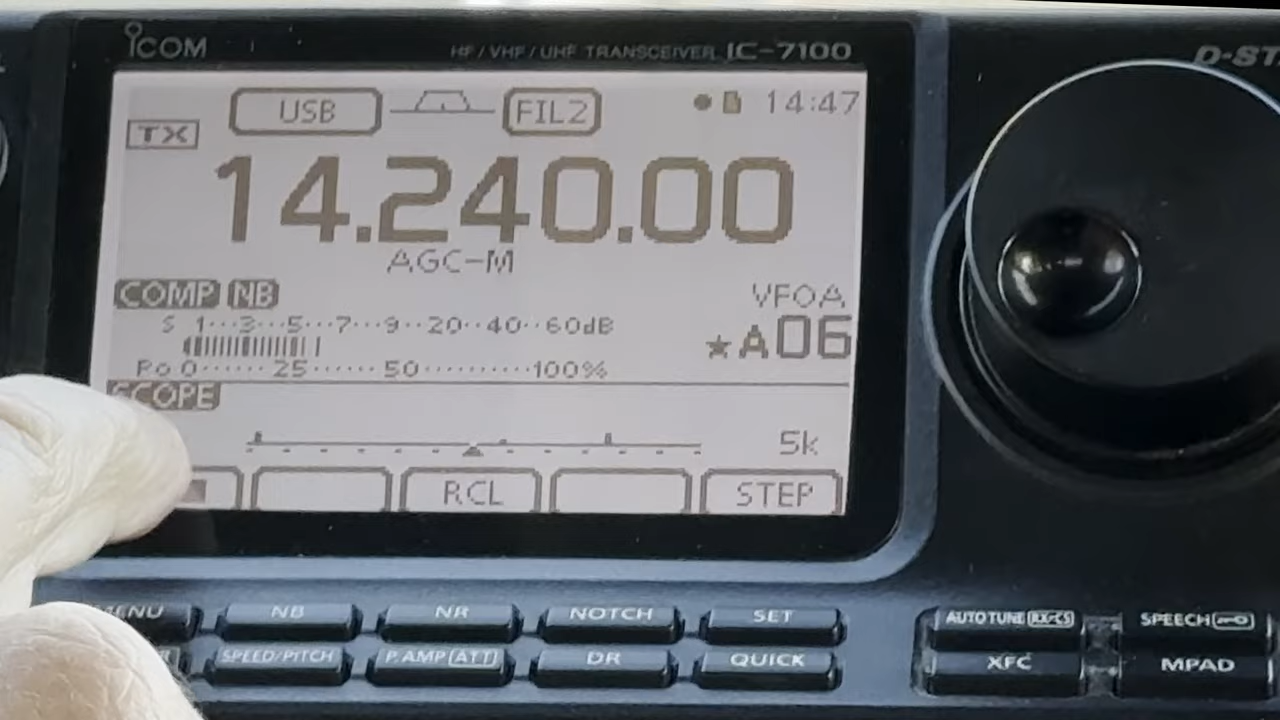 ICOM
HF/VHF/UHF TRANSCEIVER IC-7100
D-ST
USB FIL2 14:47
TX
14.240.00
AGC-M
COMP NB
VFOA
S 1···3···5···7···9··20··40··60dB
★A06
Po 0······25······50··········100%
SCOPE
5k
RCL STEP
MENU NB NR NOTCH SET
AUTO TUNE RX/CS SPEECH
SPEED/PITCH P.AMP ATT DR QUICK
XFC MPAD